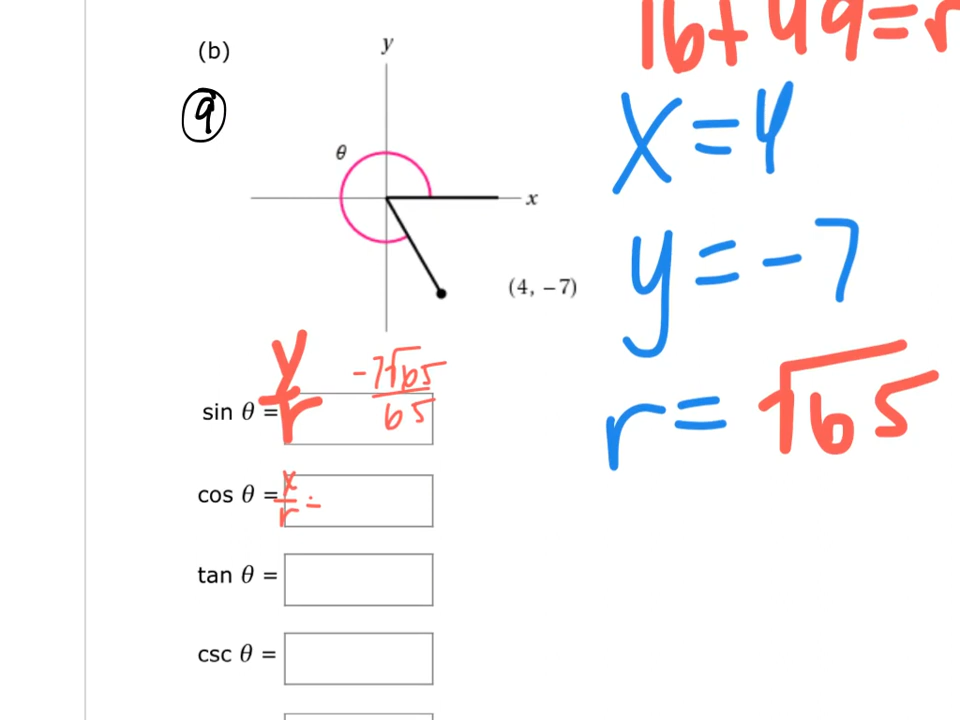 16+49=r
(b)
y
x=4
9
θ
x
y=-7
(4, −7)
y/r -7√65/65
sin θ =
r=√65
cos θ = x/r =
tan θ =
csc θ =